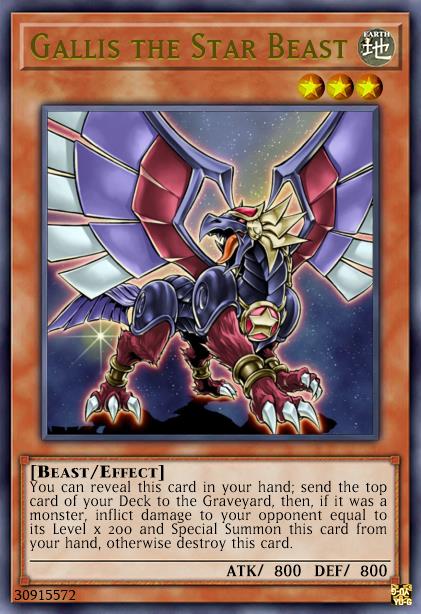 GALLIS THE STAR BEAST
EARTH
地
[BEAST/EFFECT]
You can reveal this card in your hand; send the top
card of your Deck to the Graveyard, then, if it was a
monster, inflict damage to your opponent equal to
its Level x 200 and Special Summon this card from
your hand, otherwise destroy this card.
ATK/ 800 DEF/ 800
30915572